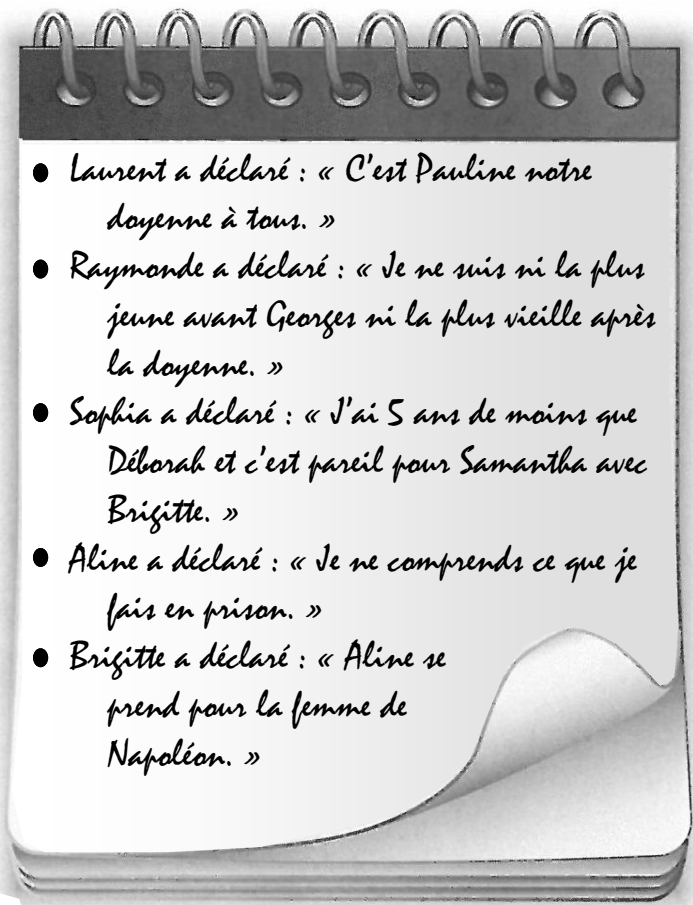 ● Laurent a déclaré : « C'est Pauline notre
doyenne à tous. »
● Raymonde a déclaré : « Je ne suis ni la plus
jeune avant Georges ni la plus vieille après
la doyenne. »
● Sophia a déclaré : « J'ai 5 ans de moins que
Déborah et c'est pareil pour Samantha avec
Brigitte. »
● Aline a déclaré : « Je ne comprends ce que je
fais en prison. »
● Brigitte a déclaré : « Aline se
prend pour la femme de
Napoléon. »